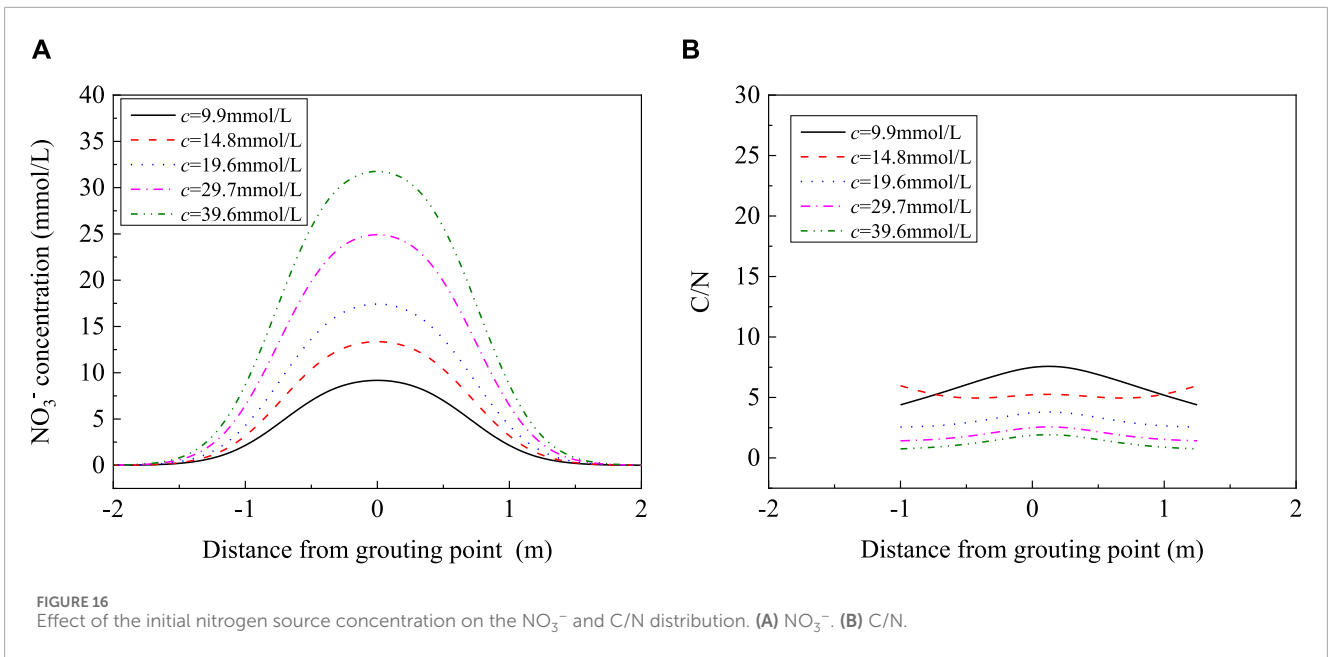 A
B
40
35
30
25
20
15
10
5
0
-2
-1
0
1
2
NO₃⁻ concentration (mmol/L)
Distance from grouting point (m)
c=9.9mmol/L
c=14.8mmol/L
c=19.6mmol/L
c=29.7mmol/L
c=39.6mmol/L
30
25
20
15
10
5
0
-2
-1
0
1
2
C/N
Distance from grouting point (m)
c=9.9mmol/L
c=14.8mmol/L
c=19.6mmol/L
c=29.7mmol/L
c=39.6mmol/L
FIGURE 16
Effect of the initial nitrogen source concentration on the NO₃⁻ and C/N distribution. (A) NO₃⁻. (B) C/N.